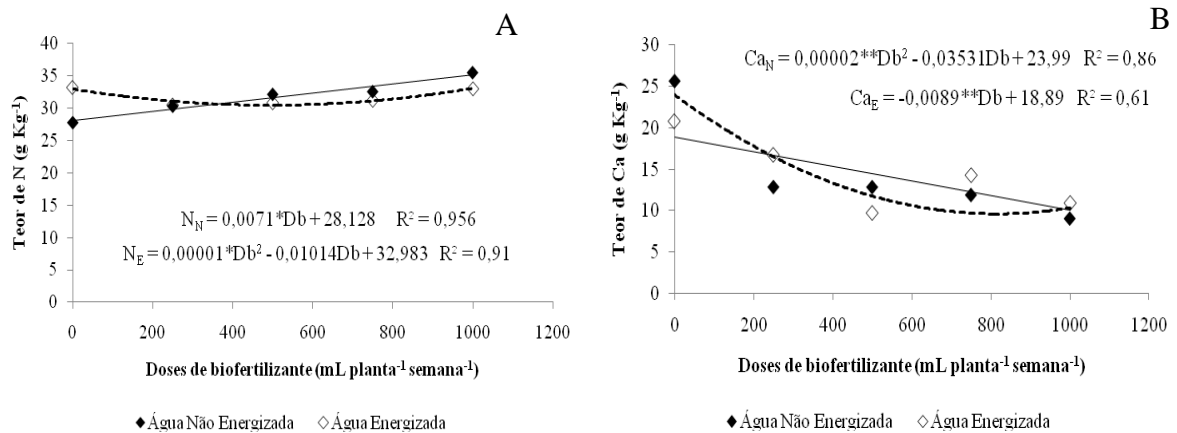 A
40
35
30
25
20
15
10
5
0
Teor de N (g Kg⁻¹)
N_N = 0,0071*Db + 28,128 R² = 0,956
N_E = 0,00001*Db² - 0,01014Db + 32,983 R² = 0,91
0 200 400 600 800 1000 1200
Doses de biofertilizante (mL planta⁻¹ semana⁻¹)
Água Não Energizada Água Energizada
B
30
25
20
15
10
5
0
Teor de Ca (g Kg⁻¹)
Ca_N = 0,00002**Db² - 0,03531Db + 23,99 R² = 0,86
Ca_E = -0,0089**Db + 18,89 R² = 0,61
0 200 400 600 800 1000 1200
Doses de biofertilizante (mL planta⁻¹ semana⁻¹)
Água Não Energizada Água Energizada